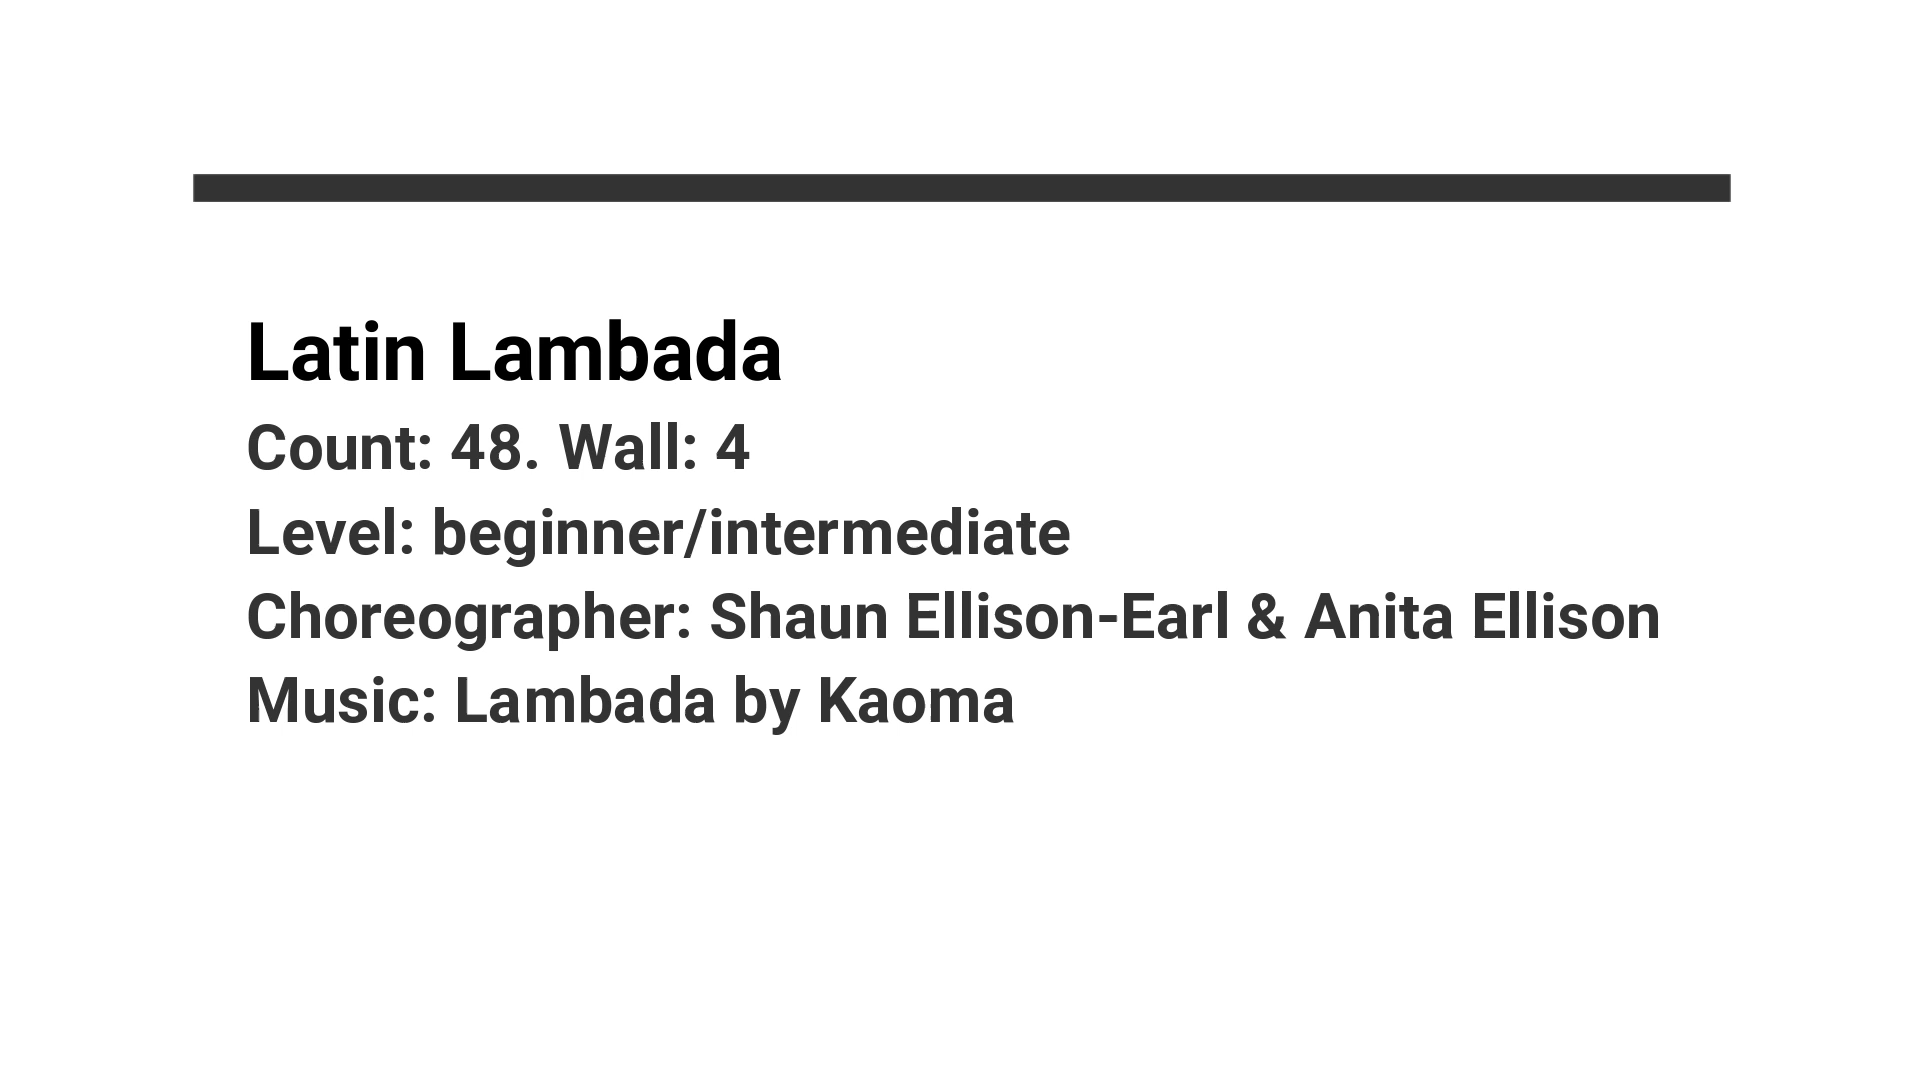 Latin Lambada
Count: 48. Wall: 4
Level: beginner/intermediate
Choreographer: Shaun Ellison-Earl & Anita Ellison
Music: Lambada by Kaoma